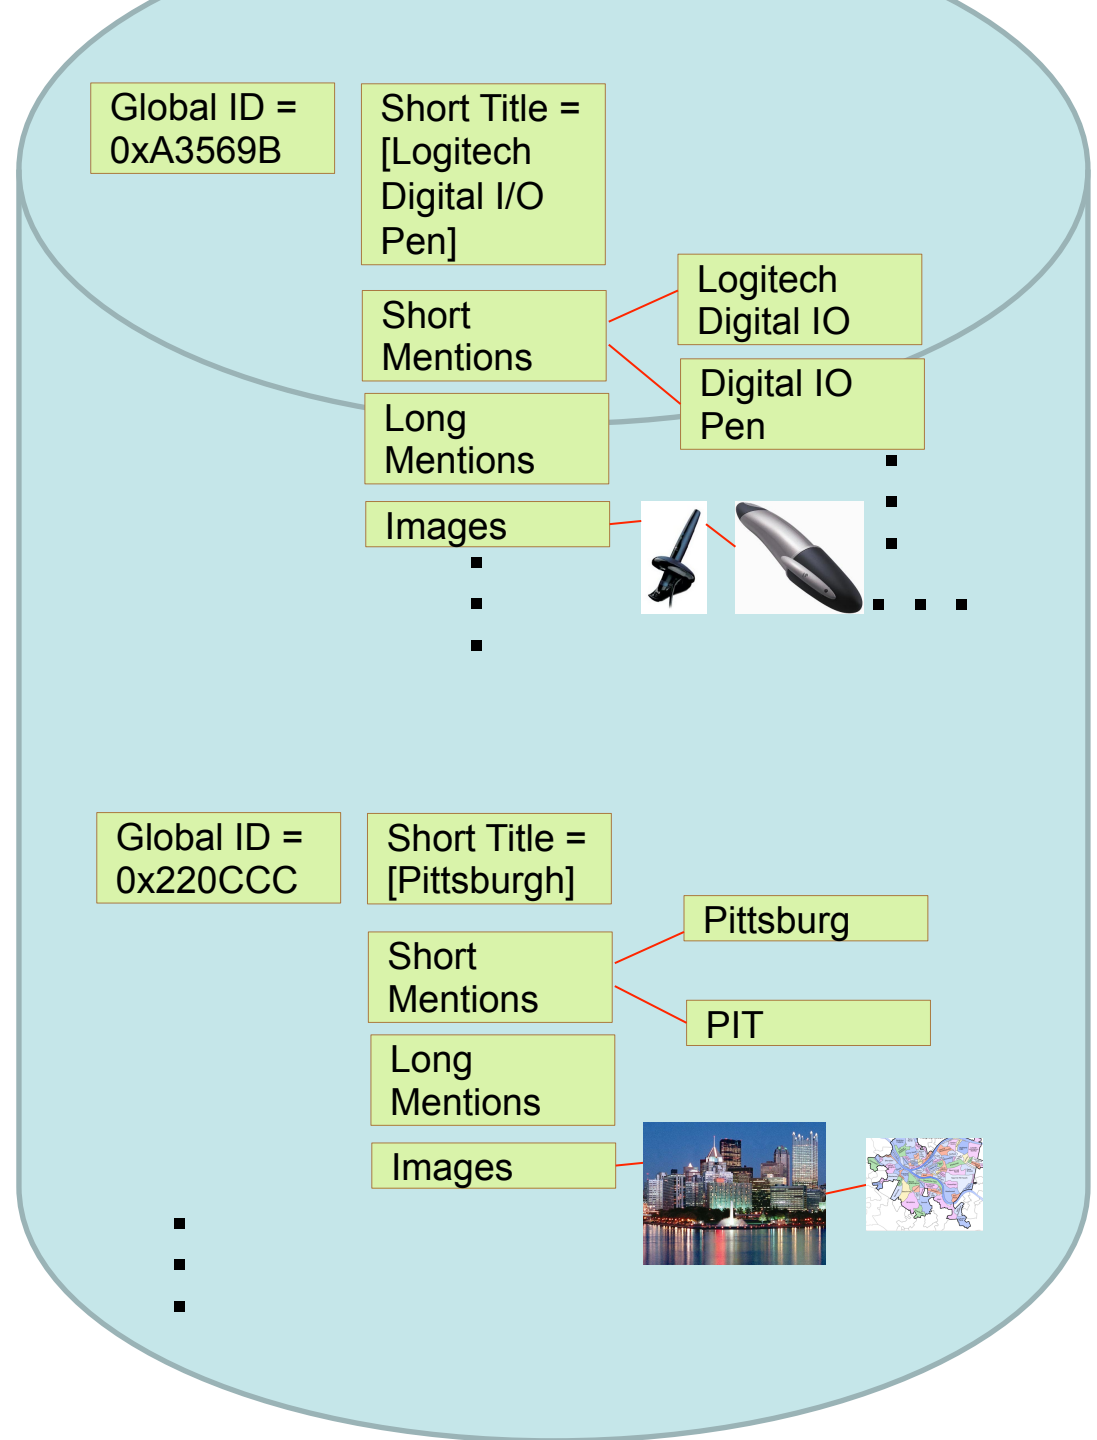 Global ID =
0xA3569B
Short Title =
[Logitech
Digital I/O
Pen]
Short
Mentions
Logitech
Digital IO
Digital IO
Pen
Long
Mentions
Images
Global ID =
0x220CCC
Short Title =
[Pittsburgh]
Short
Mentions
Pittsburg
PIT
Long
Mentions
Images